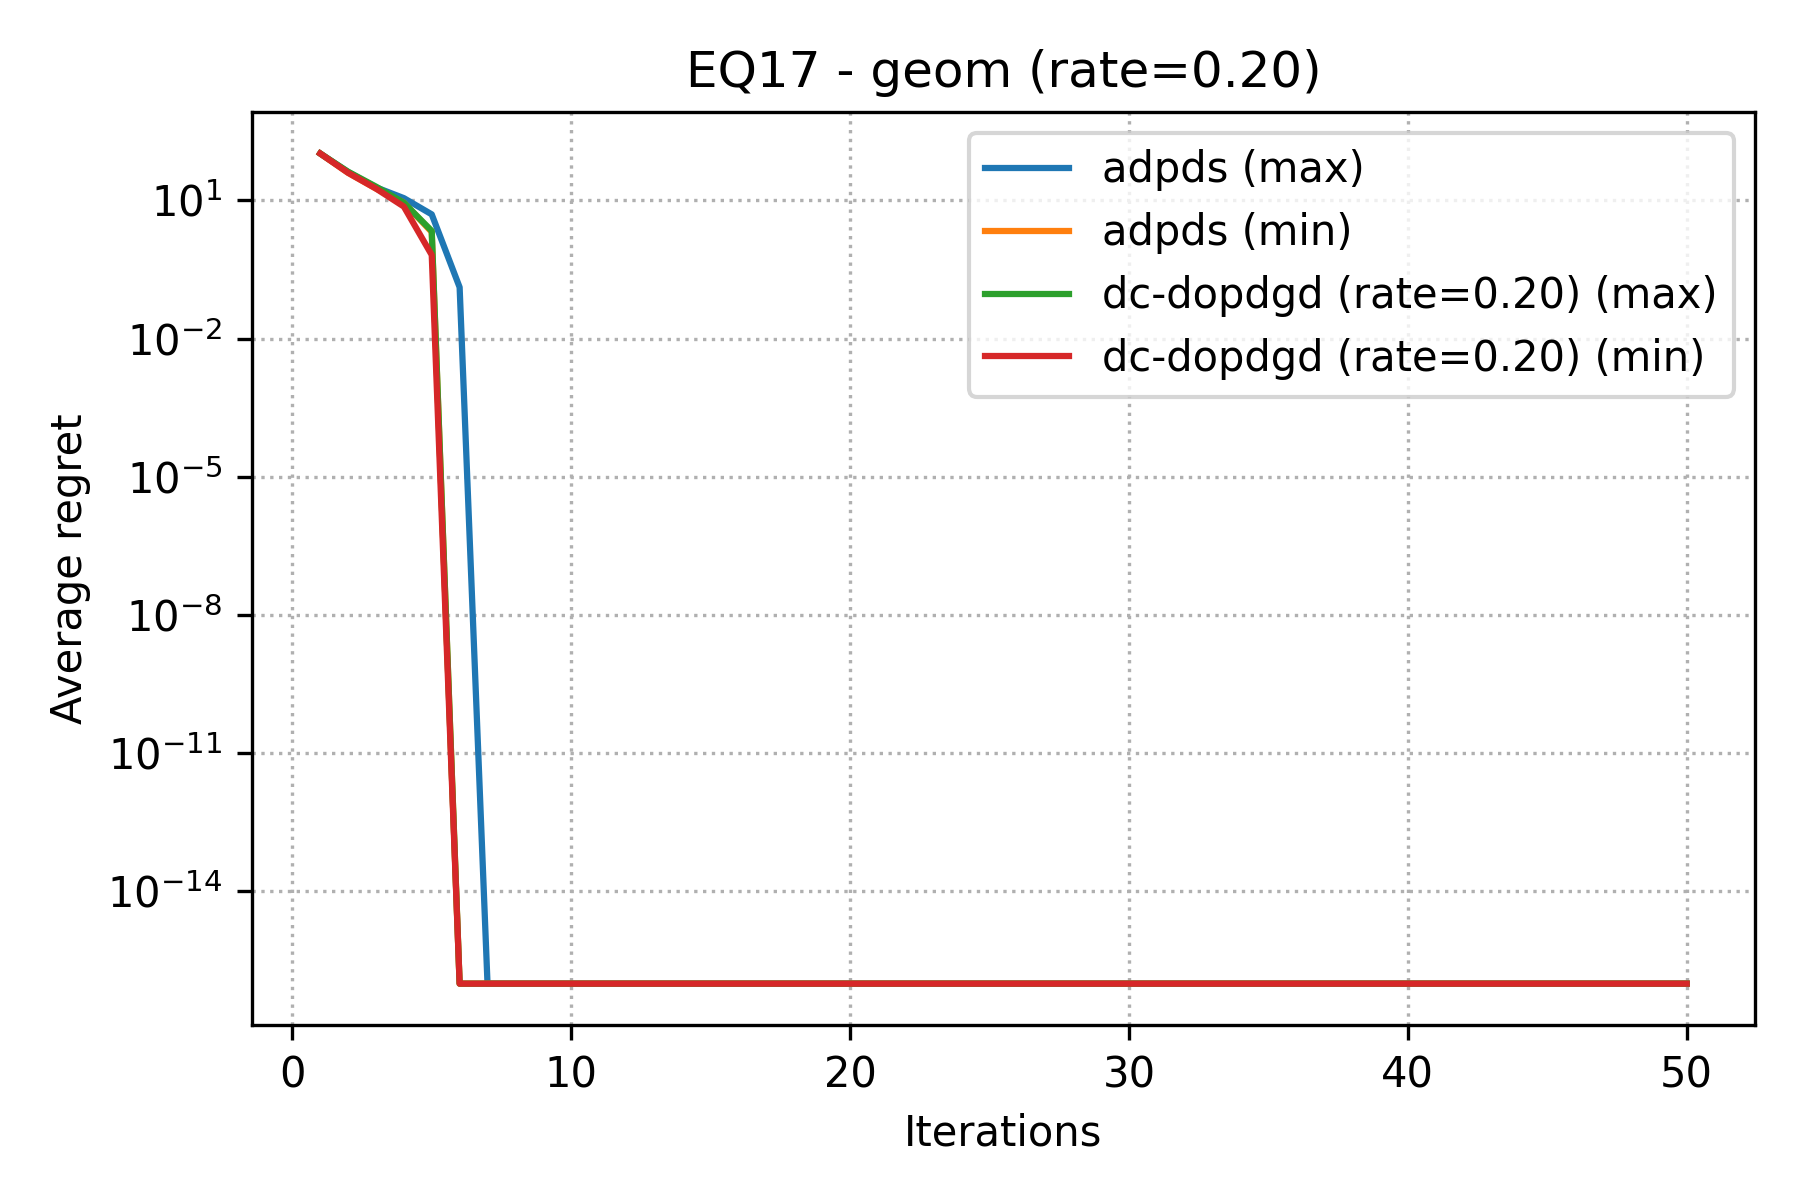 EQ17 - geom (rate=0.20)
adpds (max)
adpds (min)
dc-dopdgd (rate=0.20) (max)
dc-dopdgd (rate=0.20) (min)
Average regret
10¹
10⁻²
10⁻⁵
10⁻⁸
10⁻¹¹
10⁻¹⁴
0 10 20 30 40 50
Iterations